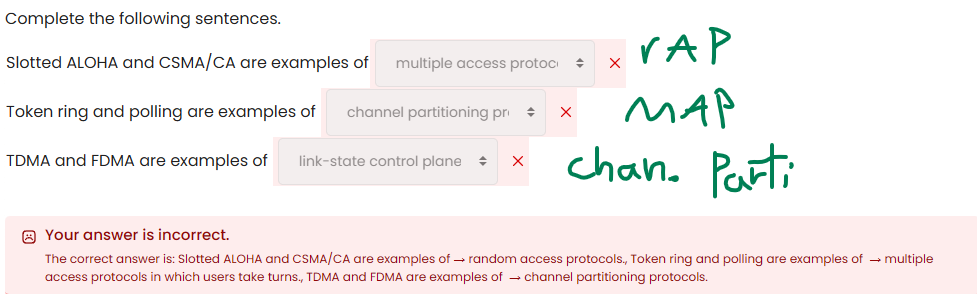 Complete the following sentences.
Slotted ALOHA and CSMA/CA are examples of multiple access protoc × rAP
Token ring and polling are examples of channel partitioning pr × MAP
TDMA and FDMA are examples of link-state control plane × chan. Parti
Your answer is incorrect.
The correct answer is: Slotted ALOHA and CSMA/CA are examples of → random access protocols., Token ring and polling are examples of → multiple
access protocols in which users take turns., TDMA and FDMA are examples of → channel partitioning protocols.